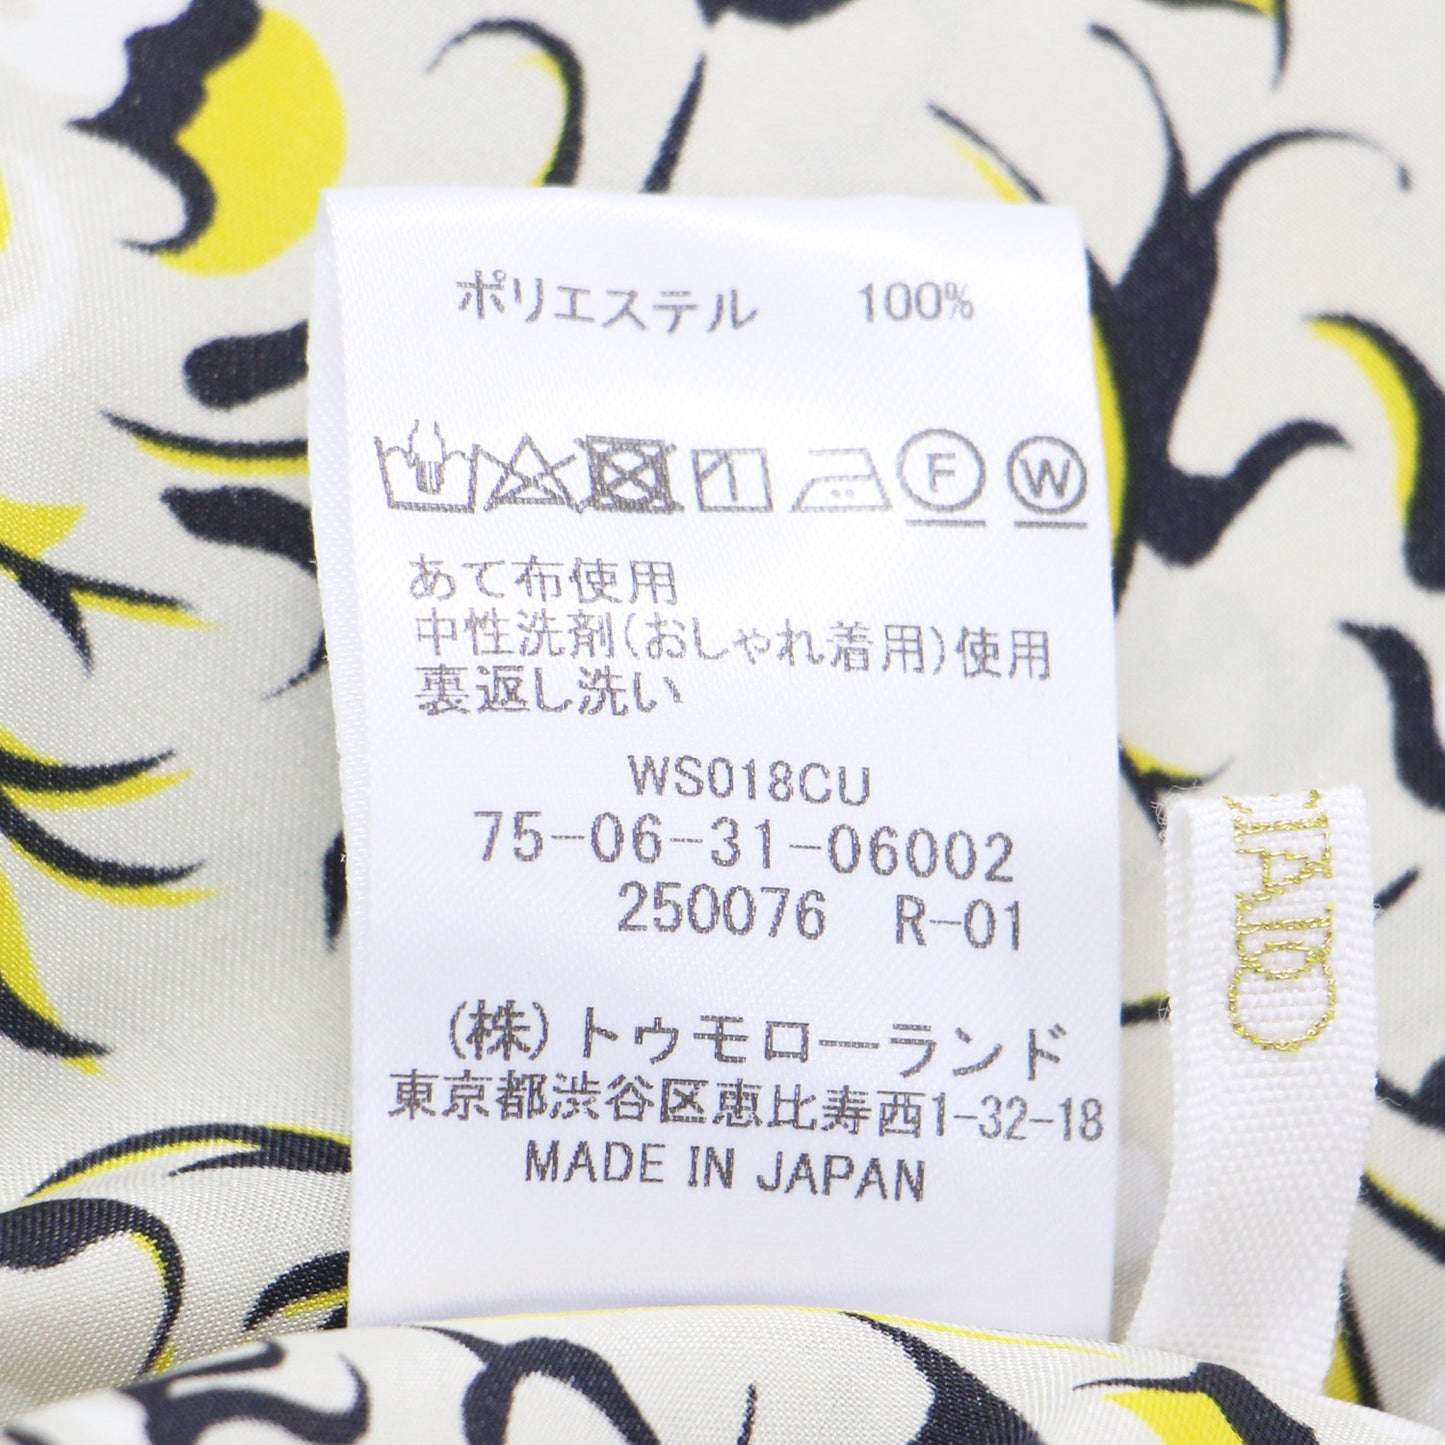 ポリエステル 100%
F W
あて布使用
中性洗剤(おしゃれ着用)使用
裏返し洗い
WS018CU
75-06-31-06002
250076 R-01
(株)トゥモローランド
東京都渋谷区恵比寿西1-32-18
MADE IN JAPAN